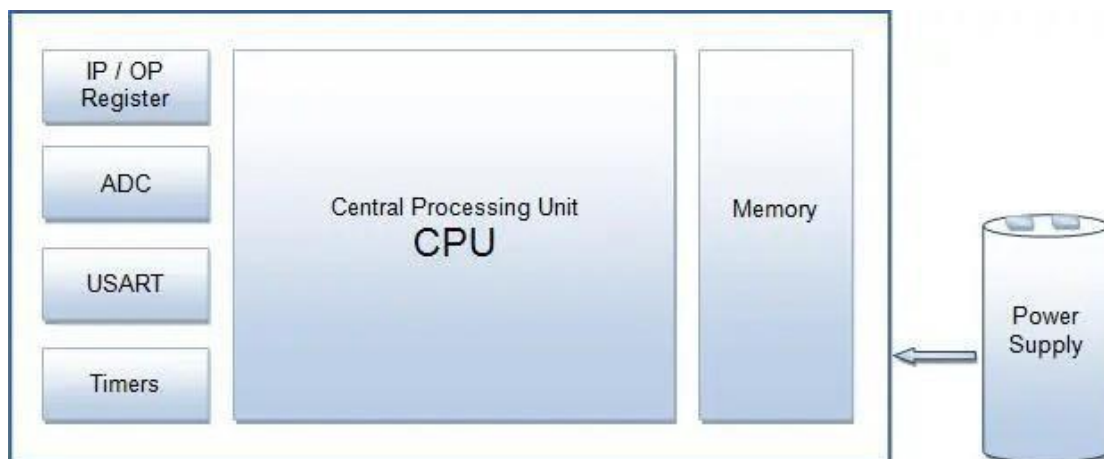 IP / OP
Register
ADC
USART
Timers
Central Processing Unit
CPU
Memory
Power
Supply